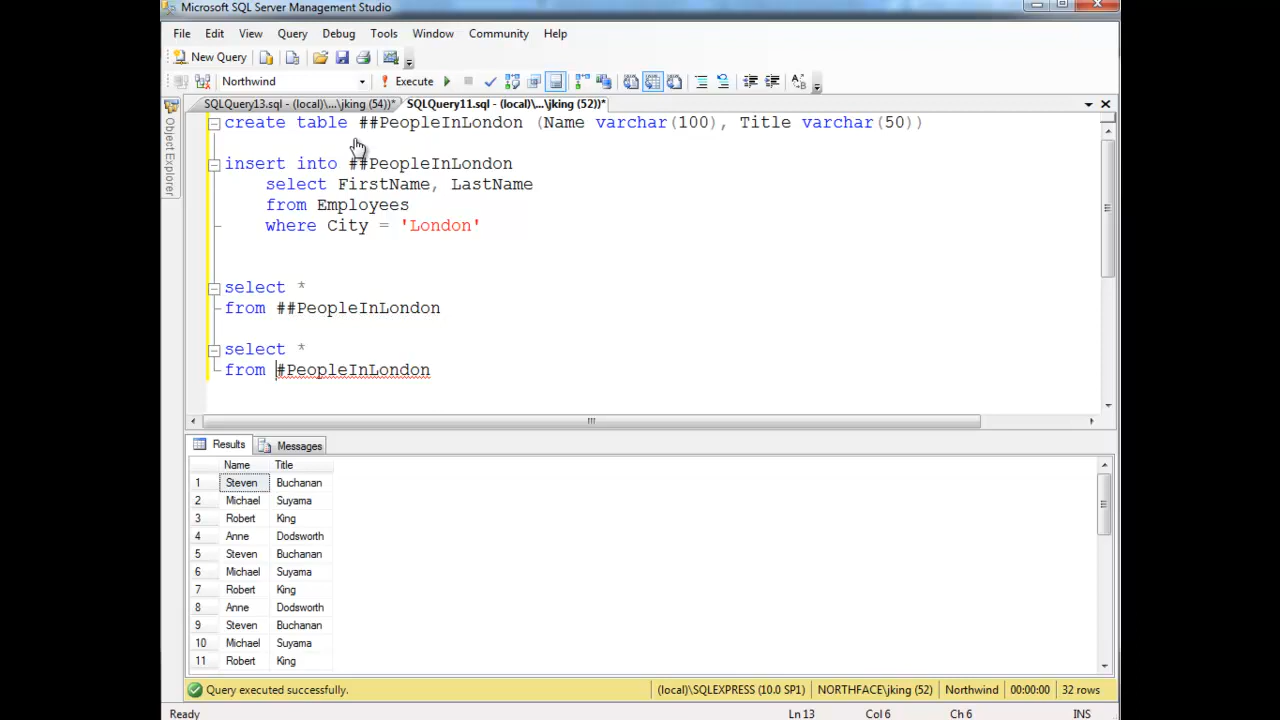 Microsoft SQL Server Management Studio
File Edit View Query Debug Tools Window Community Help
New Query
Northwind Execute
SQLQuery13.sql - (local)\...\jking (54))* SQLQuery11.sql - (local)\...\jking (52))*
Object Explorer
create table ##PeopleInLondon (Name varchar(100), Title varchar(50))
insert into ##PeopleInLondon
select FirstName, LastName
from Employees
where City = 'London'
select *
from ##PeopleInLondon
select *
from #PeopleInLondon
Results Messages
Name Title
1 Steven Buchanan
2 Michael Suyama
3 Robert King
4 Anne Dodsworth
5 Steven Buchanan
6 Michael Suyama
7 Robert King
8 Anne Dodsworth
9 Steven Buchanan
10 Michael Suyama
11 Robert King
Query executed successfully. (local)\SQLEXPRESS (10.0 SP1) NORTHFACE\jking (52) Northwind 00:00:00 32 rows
Ready Ln 13 Col 6 Ch 6 INS